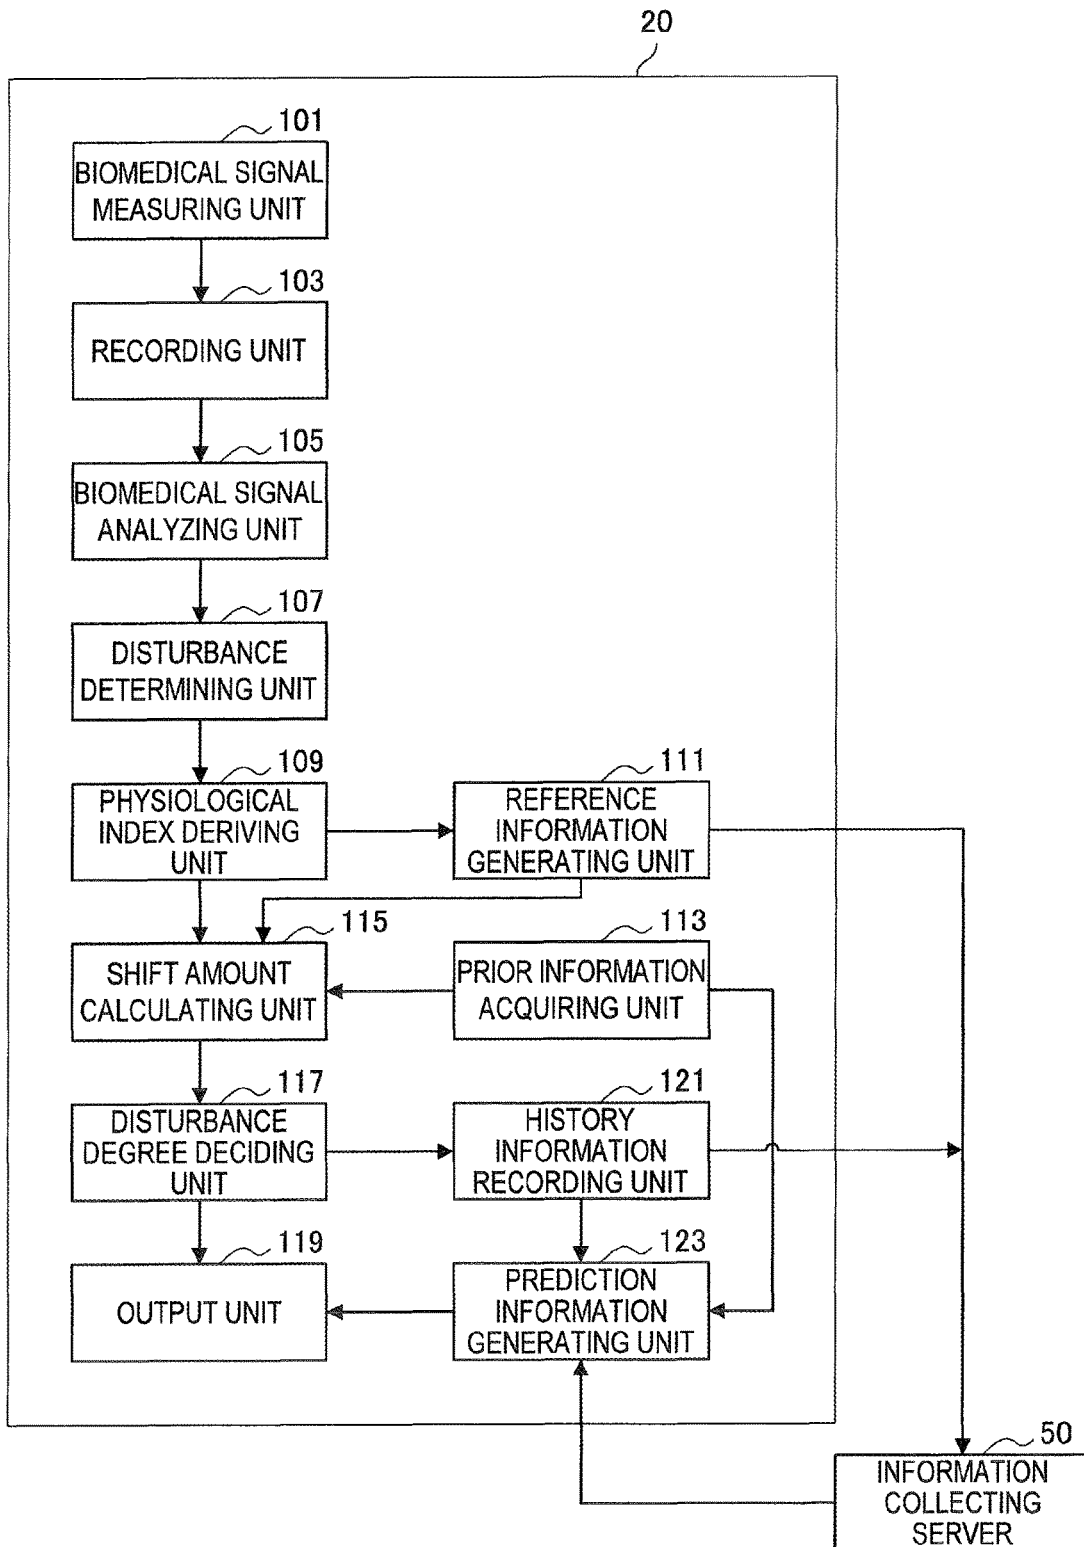 20
101
BIOMEDICAL SIGNAL
MEASURING UNIT
103
RECORDING UNIT
105
BIOMEDICAL SIGNAL
ANALYZING UNIT
107
DISTURBANCE
DETERMINING UNIT
109
PHYSIOLOGICAL
INDEX DERIVING
UNIT
111
REFERENCE
INFORMATION
GENERATING UNIT
115
SHIFT AMOUNT
CALCULATING UNIT
113
PRIOR INFORMATION
ACQUIRING UNIT
117
DISTURBANCE
DEGREE DECIDING
UNIT
121
HISTORY
INFORMATION
RECORDING UNIT
119
OUTPUT UNIT
123
PREDICTION
INFORMATION
GENERATING UNIT
50
INFORMATION
COLLECTING
SERVER